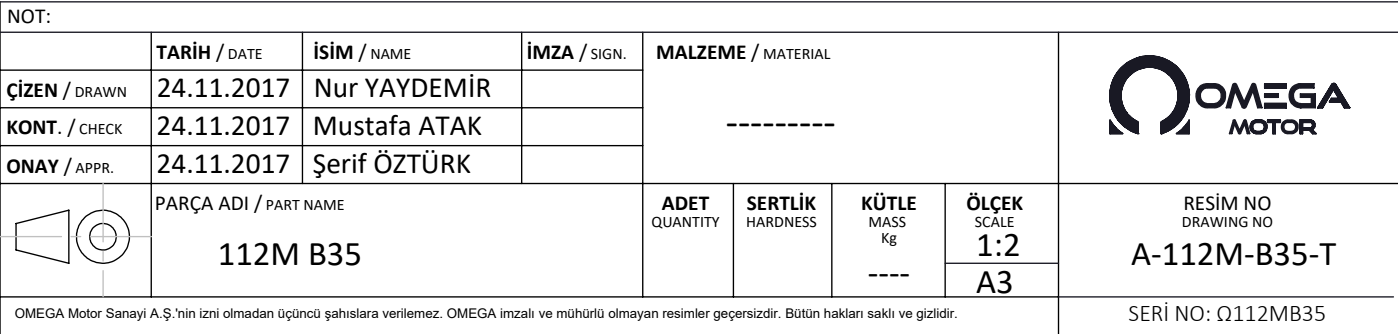 NOT:
TARİH / DATE İSİM / NAME İMZA / SIGN. MALZEME / MATERIAL
ÇİZEN / DRAWN 24.11.2017 Nur YAYDEMİR
KONT. / CHECK 24.11.2017 Mustafa ATAK
ONAY / APPR. 24.11.2017 Şerif ÖZTÜRK
---------
OMEGA
MOTOR
PARÇA ADI / PART NAME
112M B35
ADET
QUANTITY
SERTLİK
HARDNESS
KÜTLE
MASS
Kg
----
ÖLÇEK
SCALE
1:2
A3
RESİM NO
DRAWING NO
A-112M-B35-T
OMEGA Motor Sanayi A.Ş.'nin izni olmadan üçüncü şahıslara verilemez. OMEGA imzalı ve mühürlü olmayan resimler geçersizdir. Bütün hakları saklı ve gizlidir.
SERİ NO: Ω112MB35